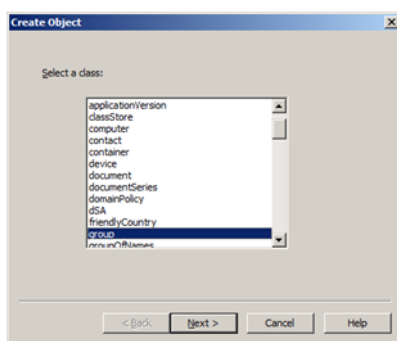 Create Object
Select a class:
applicationVersion
classStore
computer
contact
container
device
document
documentSeries
domainPolicy
dSA
friendlyCountry
group
groupOfNames
< Back
Next >
Cancel
Help